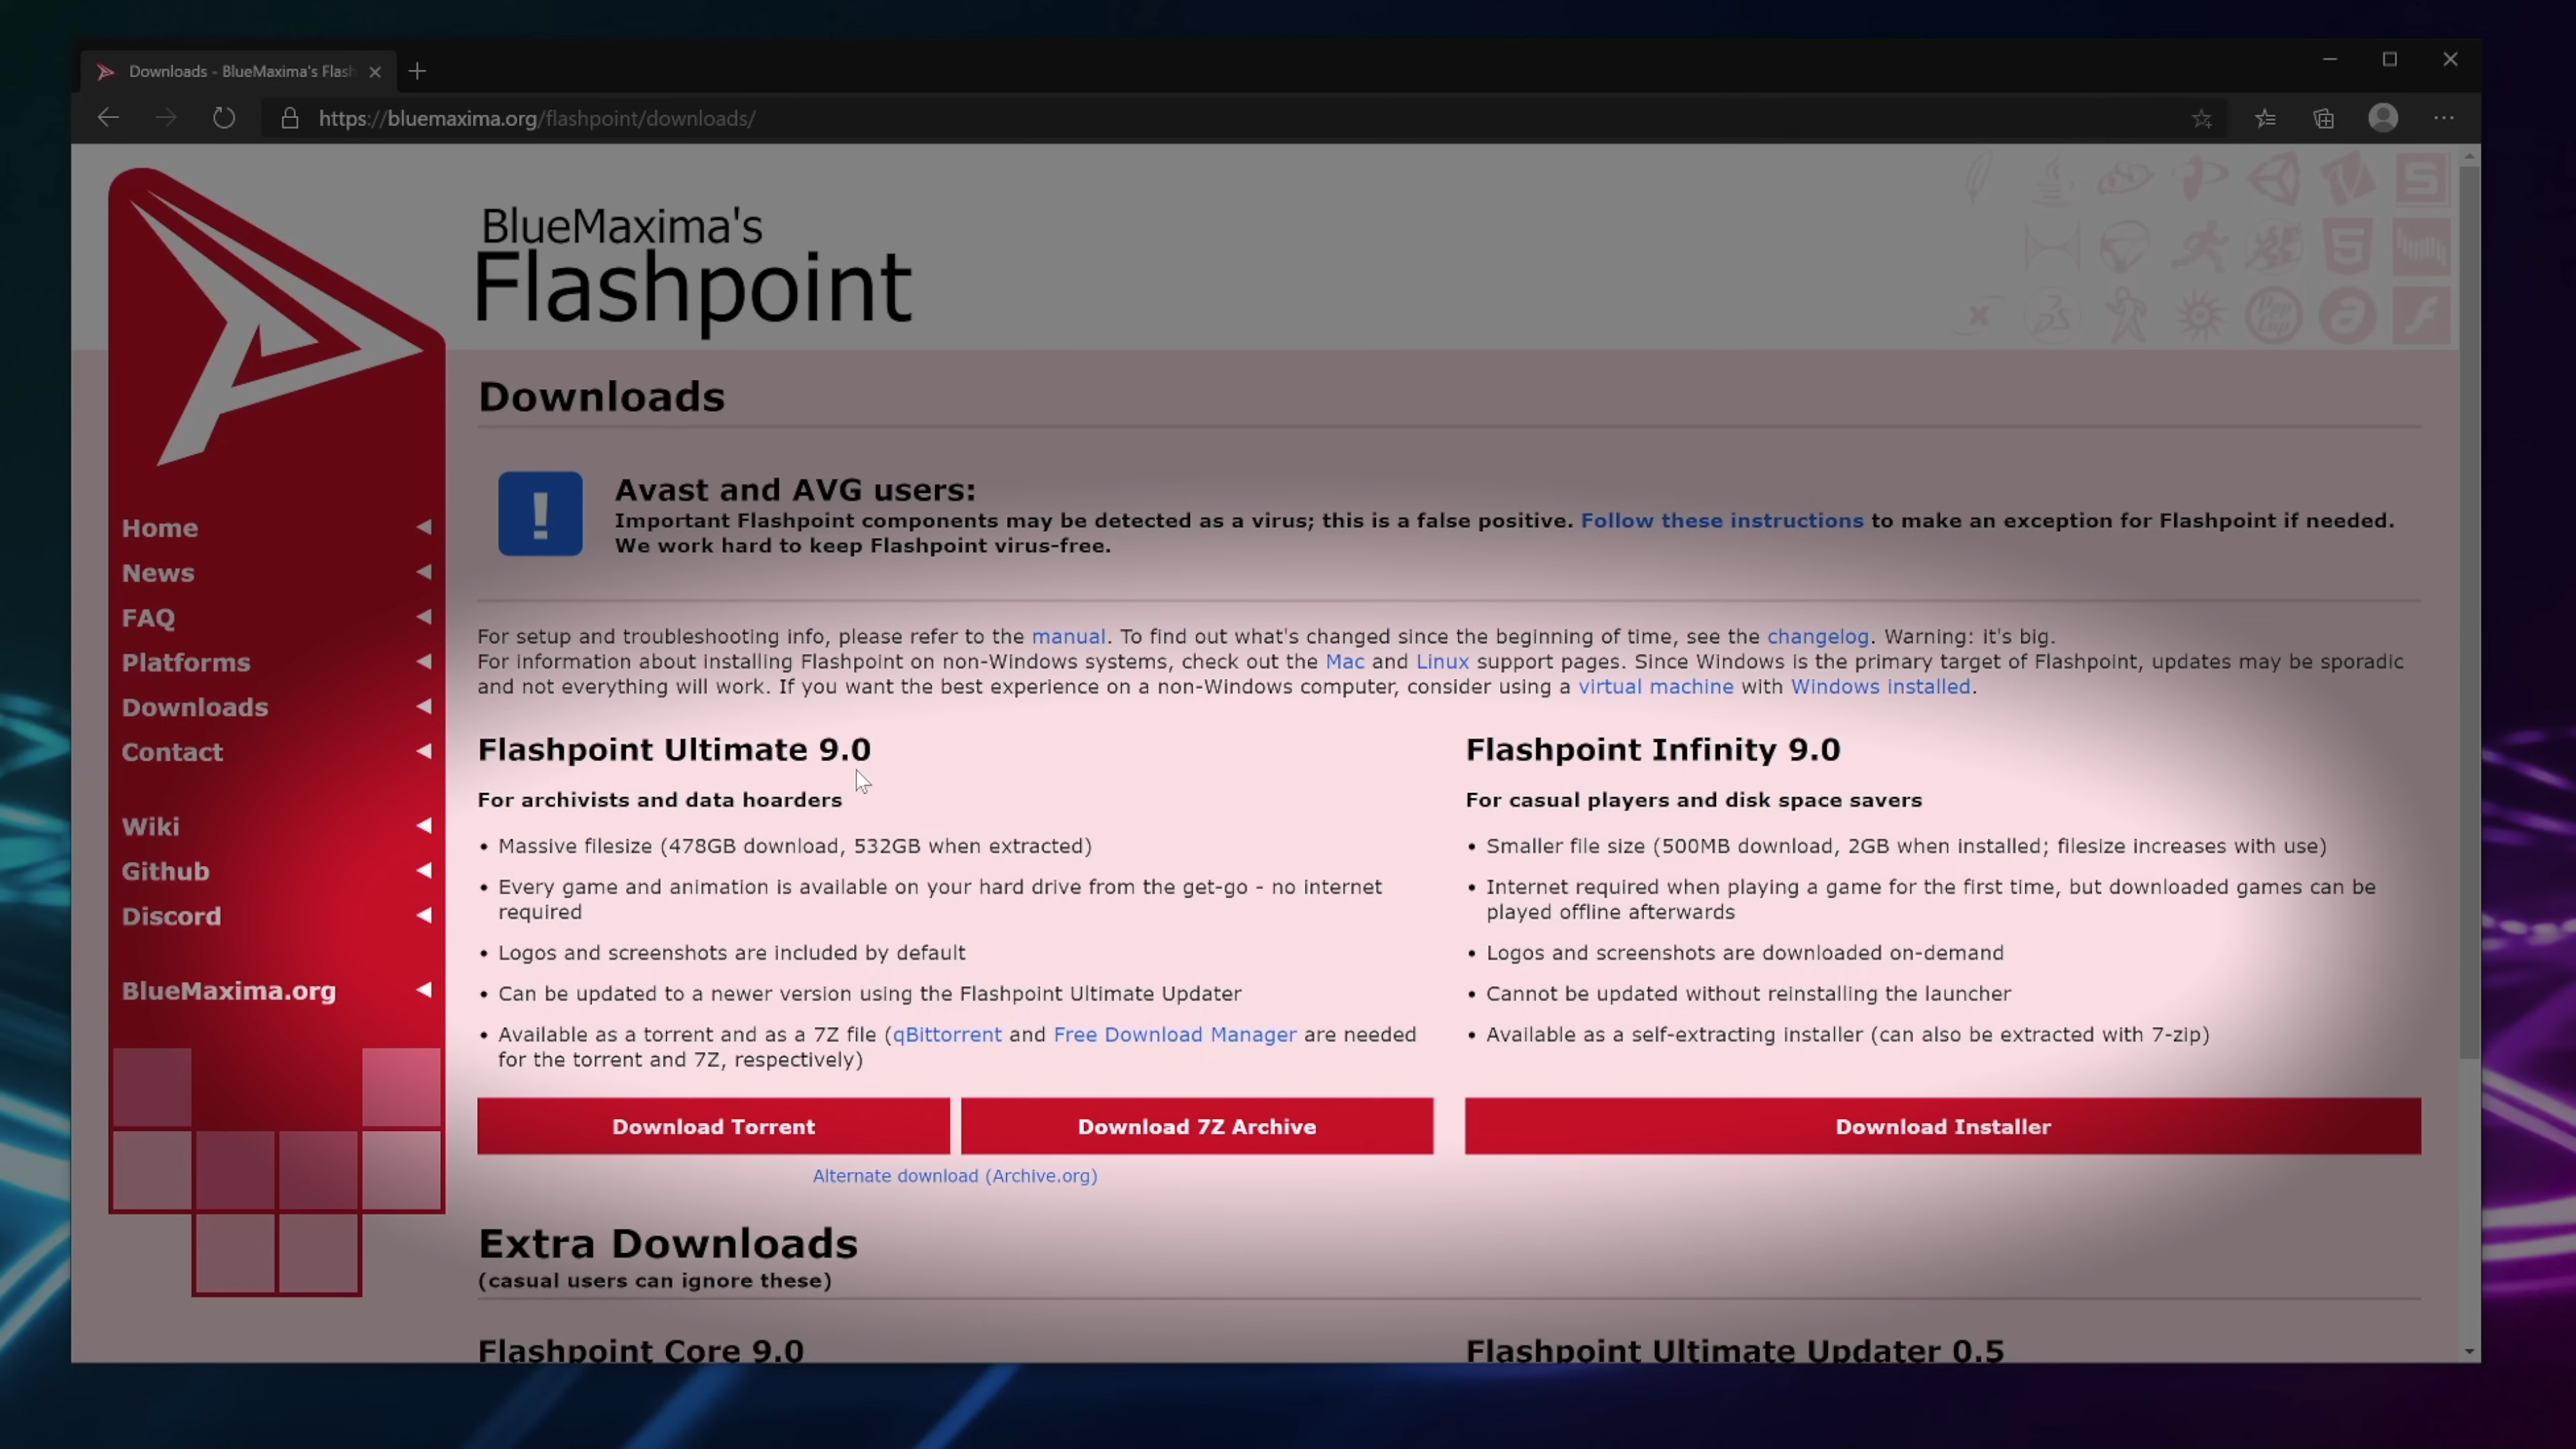 Downloads - BlueMaxima's Flash
https://bluemaxima.org/flashpoint/downloads/
BlueMaxima's
Flashpoint
Home
News
FAQ
Platforms
Downloads
Contact
Wiki
Github
Discord
BlueMaxima.org
Downloads
Avast and AVG users:
Important Flashpoint components may be detected as a virus; this is a false positive. Follow these instructions to make an exception for Flashpoint if needed.
We work hard to keep Flashpoint virus-free.
For setup and troubleshooting info, please refer to the manual. To find out what's changed since the beginning of time, see the changelog. Warning: it's big.
For information about installing Flashpoint on non-Windows systems, check out the Mac and Linux support pages. Since Windows is the primary target of Flashpoint, updates may be sporadic
and not everything will work. If you want the best experience on a non-Windows computer, consider using a virtual machine with Windows installed.
Flashpoint Ultimate 9.0
For archivists and data hoarders
• Massive filesize (478GB download, 532GB when extracted)
• Every game and animation is available on your hard drive from the get-go - no internet
required
• Logos and screenshots are included by default
• Can be updated to a newer version using the Flashpoint Ultimate Updater
• Available as a torrent and as a 7Z file (qBittorrent and Free Download Manager are needed
for the torrent and 7Z, respectively)
Download Torrent
Download 7Z Archive
Alternate download (Archive.org)
Flashpoint Infinity 9.0
For casual players and disk space savers
• Smaller file size (500MB download, 2GB when installed; filesize increases with use)
• Internet required when playing a game for the first time, but downloaded games can be
played offline afterwards
• Logos and screenshots are downloaded on-demand
• Cannot be updated without reinstalling the launcher
• Available as a self-extracting installer (can also be extracted with 7-zip)
Download Installer
Extra Downloads
(casual users can ignore these)
Flashpoint Core 9.0
Flashpoint Ultimate Updater 0.5